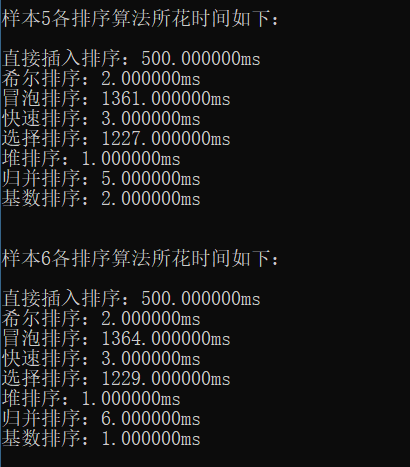 样本5各排序算法所花时间如下：
直接插入排序：500.000000ms
希尔排序：2.000000ms
冒泡排序：1361.000000ms
快速排序：3.000000ms
选择排序：1227.000000ms
堆排序：1.000000ms
归并排序：5.000000ms
基数排序：2.000000ms
样本6各排序算法所花时间如下：
直接插入排序：500.000000ms
希尔排序：2.000000ms
冒泡排序：1364.000000ms
快速排序：3.000000ms
选择排序：1229.000000ms
堆排序：1.000000ms
归并排序：6.000000ms
基数排序：1.000000ms